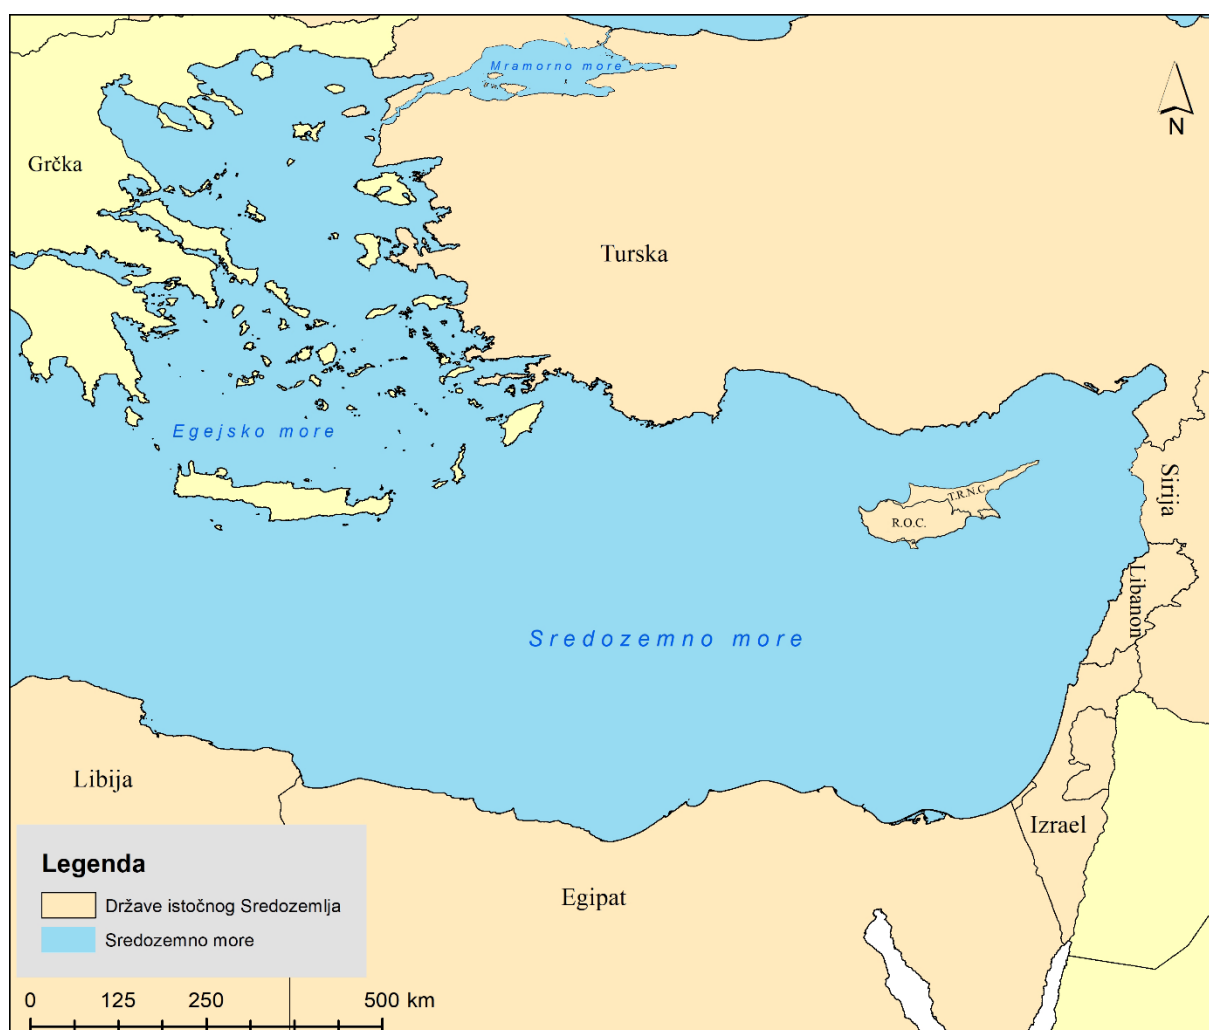 Mramorno more
N
Grčka
Turska
Egejsko more
Sirija
T.R.N.C.
R.O.C.
Libanon
Sredozemno more
Libija
Izrael
Egipat
Legenda
Države istočnog Sredozemlja
Sredozemno more
0 125 250 500 km